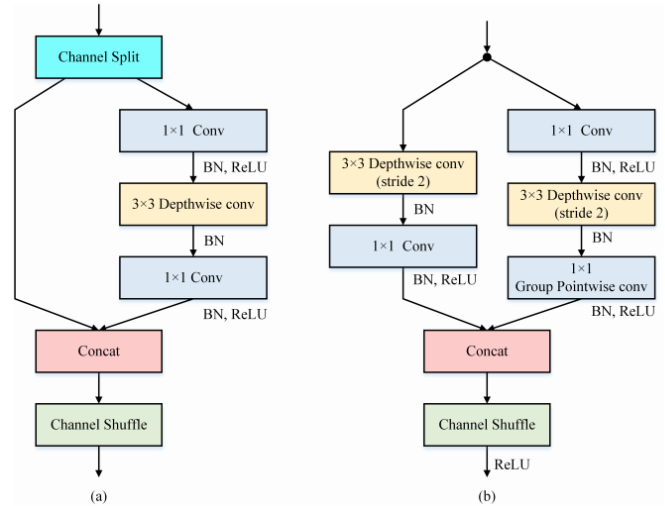 Channel Split
1×1 Conv
BN, ReLU
3×3 Depthwise conv
BN
1×1 Conv
BN, ReLU
Concat
Channel Shuffle
(a)
3×3 Depthwise conv
(stride 2)
BN
1×1 Conv
BN, ReLU
1×1 Conv
BN, ReLU
3×3 Depthwise conv
(stride 2)
BN
1×1
Group Pointwise conv
BN, ReLU
Concat
Channel Shuffle
ReLU
(b)